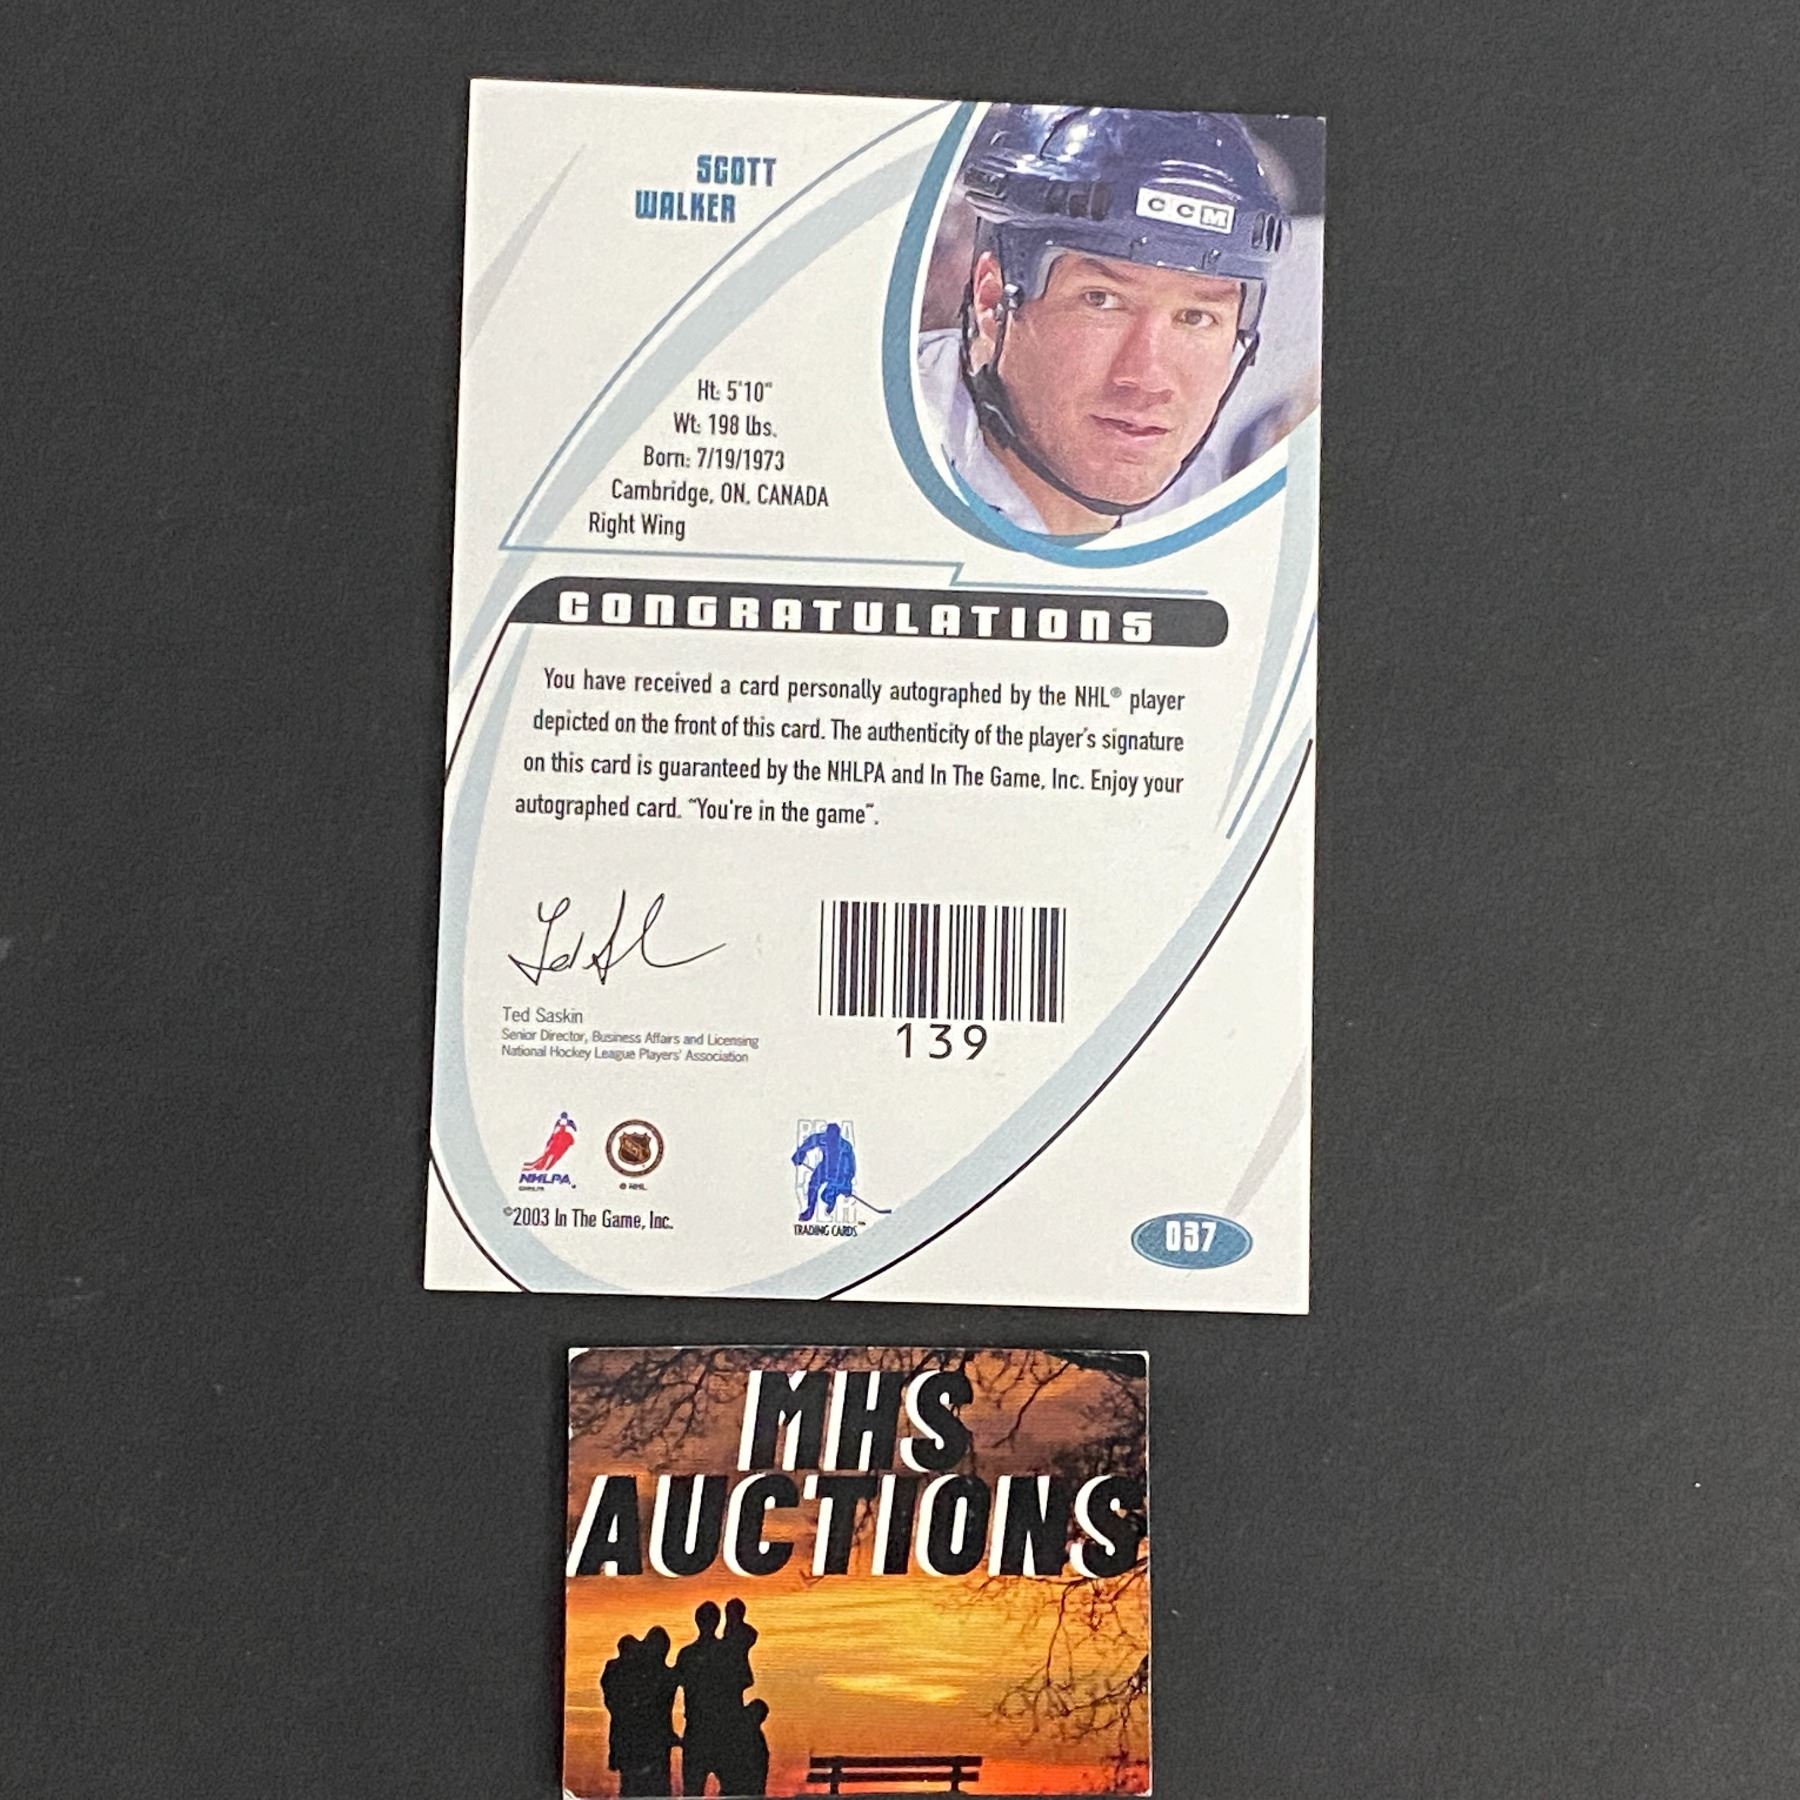 SCOTT
WALKER
CCM
Ht: 5'10"
Wt: 198 lbs.
Born: 7/19/1973
Cambridge, ON, CANADA
Right Wing
CONGRATULATIONS
You have received a card personally autographed by the NHL® player
depicted on the front of this card. The authenticity of the player's signature
on this card is guaranteed by the NHLPA and In The Game, Inc. Enjoy your
autographed card. "You're in the game".
Ted Saskin
Senior Director, Business Affairs and Licensing
National Hockey League Players' Association
139
NHLPA
© NHL
TRADING CARDS
©2003 In The Game, Inc.
037
MHS
AUCTIONS